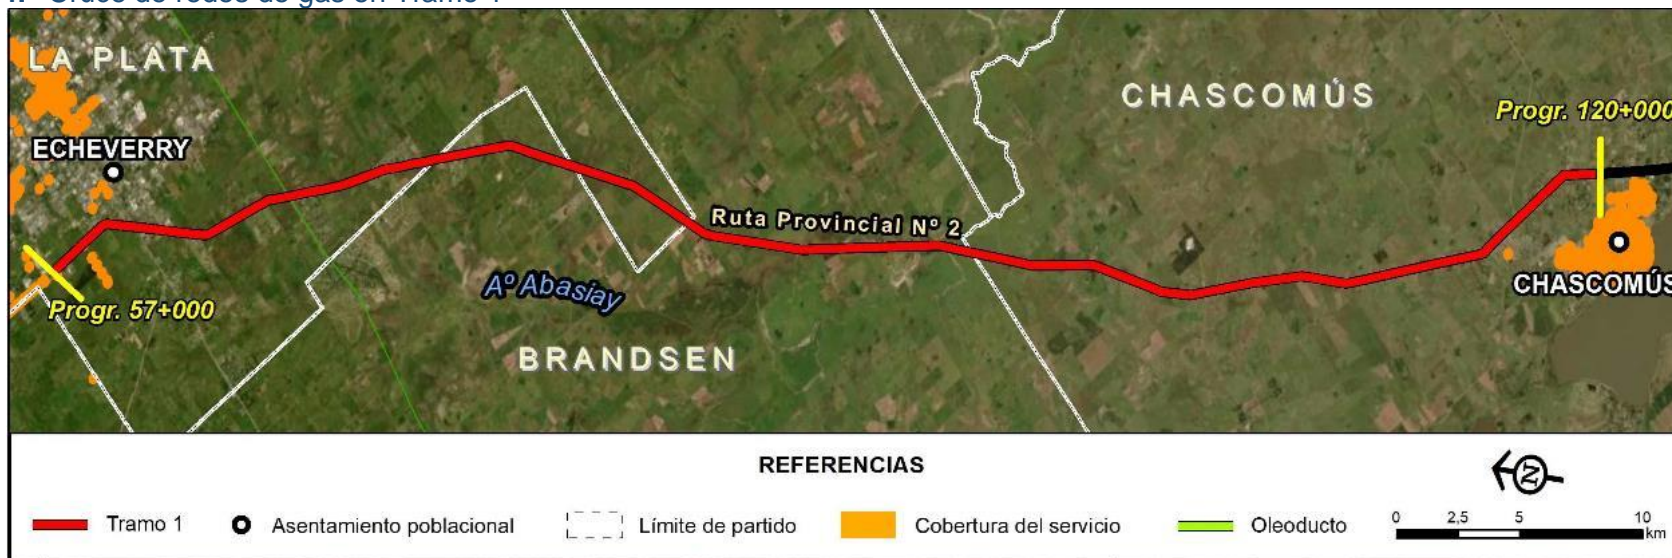 LA PLATA
CHASCOMÚS
Progr. 120+000
ECHEVERRY
Ruta Provincial Nº 2
Aº Abasiay
Progr. 57+000
CHASCOMÚS
BRANDSEN
REFERENCIAS
N
Tramo 1 Asentamiento poblacional Límite de partido Cobertura del servicio Oleoducto
0 2,5 5 10
km